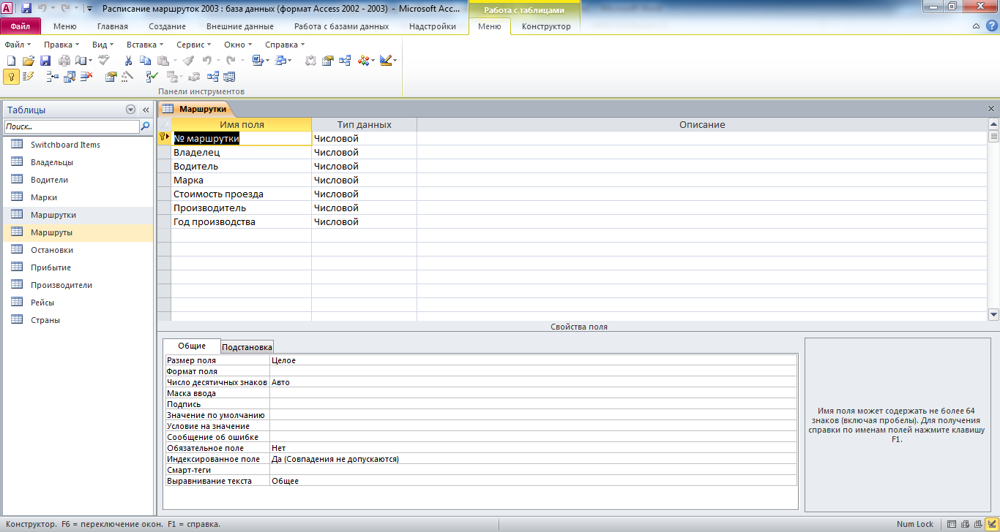 Расписание маршруток 2003 : база данных (формат Access 2002 - 2003) - Microsoft Acc...
Работа с таблицами
Файл Меню Главная Создание Внешние данные Работа с базами данных Надстройки Меню Конструктор
Файл Правка Вид Вставка Сервис Окно Справка
Панели инструментов
Таблицы
Маршрутки
Поиск...
Имя поля Тип данных Описание
Switchboard Items
Владельцы
Водители
Марки
Маршрутки
Маршруты
Остановки
Прибытие
Производители
Рейсы
Страны
№ маршрутки Числовой
Владелец Числовой
Водитель Числовой
Марка Числовой
Стоимость проезда Числовой
Производитель Числовой
Год производства Числовой
Свойства поля
Общие Подстановка
Размер поля Целое
Формат поля
Число десятичных знаков Авто
Маска ввода
Подпись
Значение по умолчанию
Условие на значение
Сообщение об ошибке
Обязательное поле Нет
Индексированное поле Да (Совпадения не допускаются)
Смарт-теги
Выравнивание текста Общее
Имя поля может содержать не более 64
знаков (включая пробелы). Для получения
справки по именам полей нажмите клавишу
F1.
Конструктор. F6 = переключение окон. F1 = справка.
Num Lock